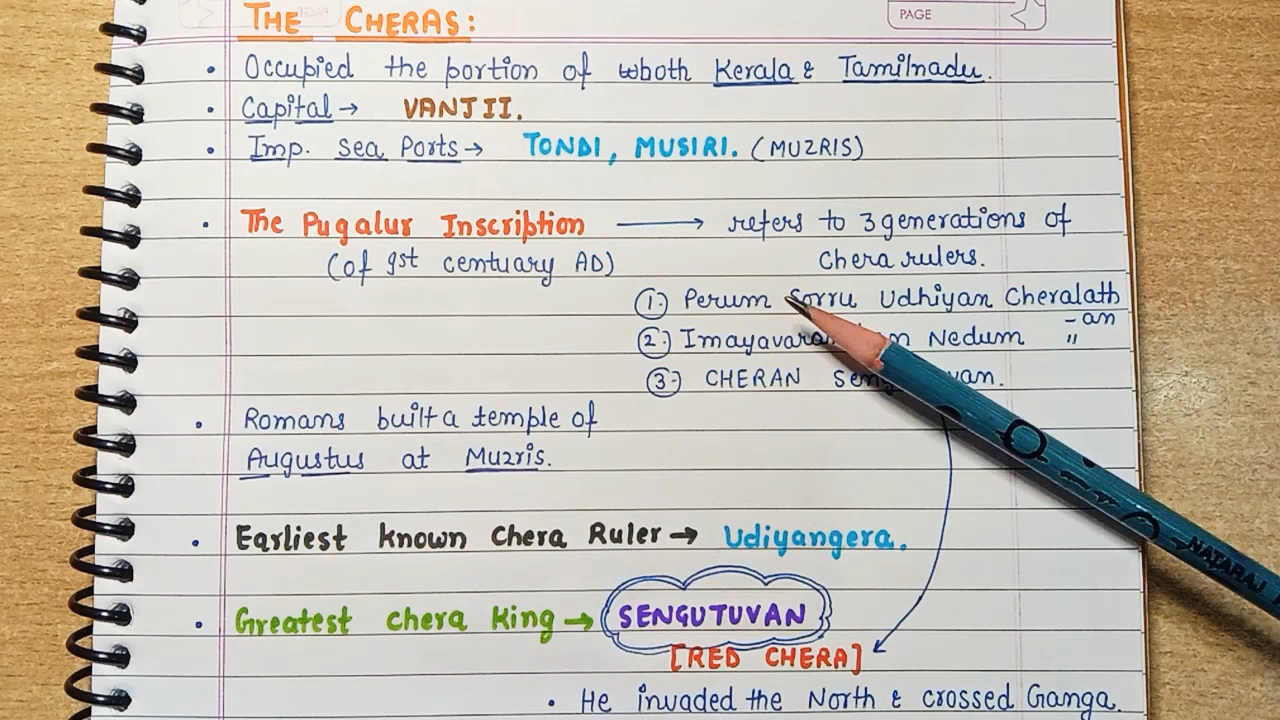 PAGE
THE CHERAS:
• Occupied the portion of both Kerala & Tamilnadu.
• Capital → VANJII.
• Imp. Sea Ports → TONDI, MUSIRI. (MUZRIS)
• The Pugalur Inscription → refers to 3 generations of
(of 1st centuary AD) Chera rulers.
①) Perum Sorru Udhiyan Cheralath
-an
②) Nedum "
③) CHERAN
• Romans built a temple of
Augustus at Muzris.
• Earliest known Chera Ruler → Udiyangera.
• Greatest Chera King → SENGUTUVAN
[RED CHERA]
• He invaded the North & crossed Ganga.
NATARAJ